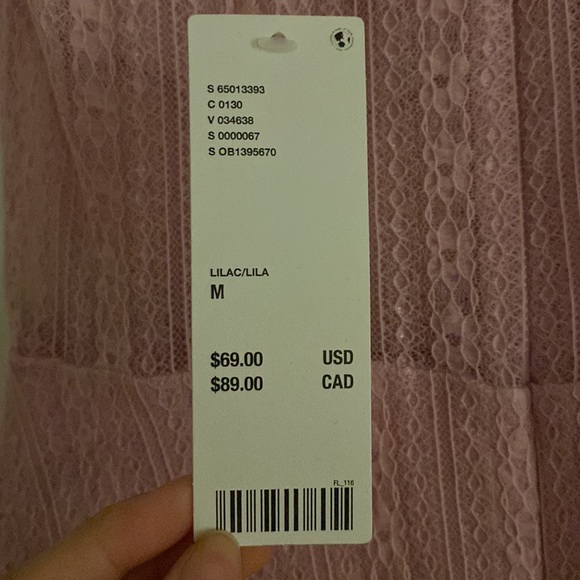 S 65013393
C 0130
V 034638
S 0000067
S OB1395670
LILAC/LILA
M
$69.00 USD
$89.00 CAD
FL_116